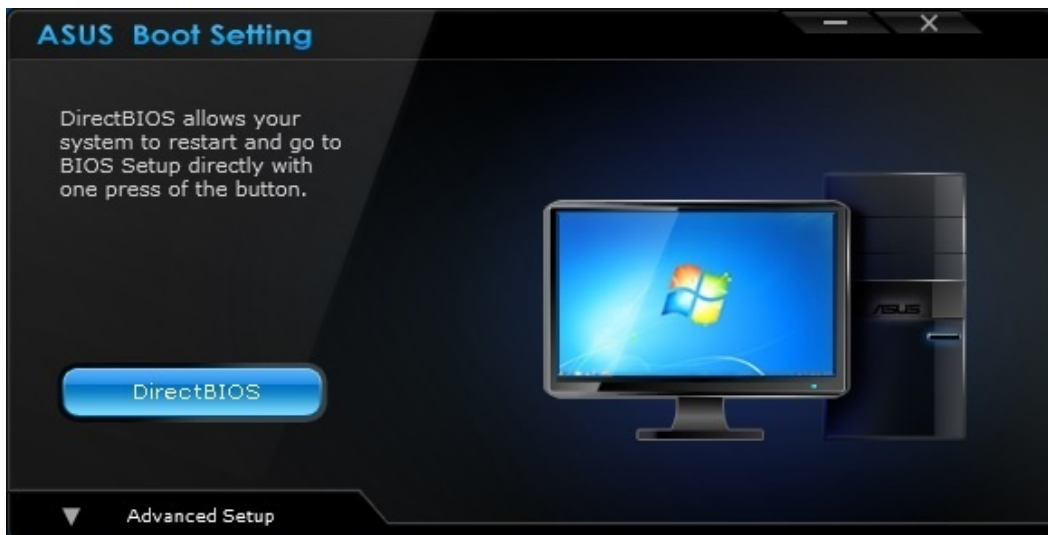 ASUS Boot Setting
DirectBIOS allows your
system to restart and go to
BIOS Setup directly with
one press of the button.
ASUS
DirectBIOS
Advanced Setup